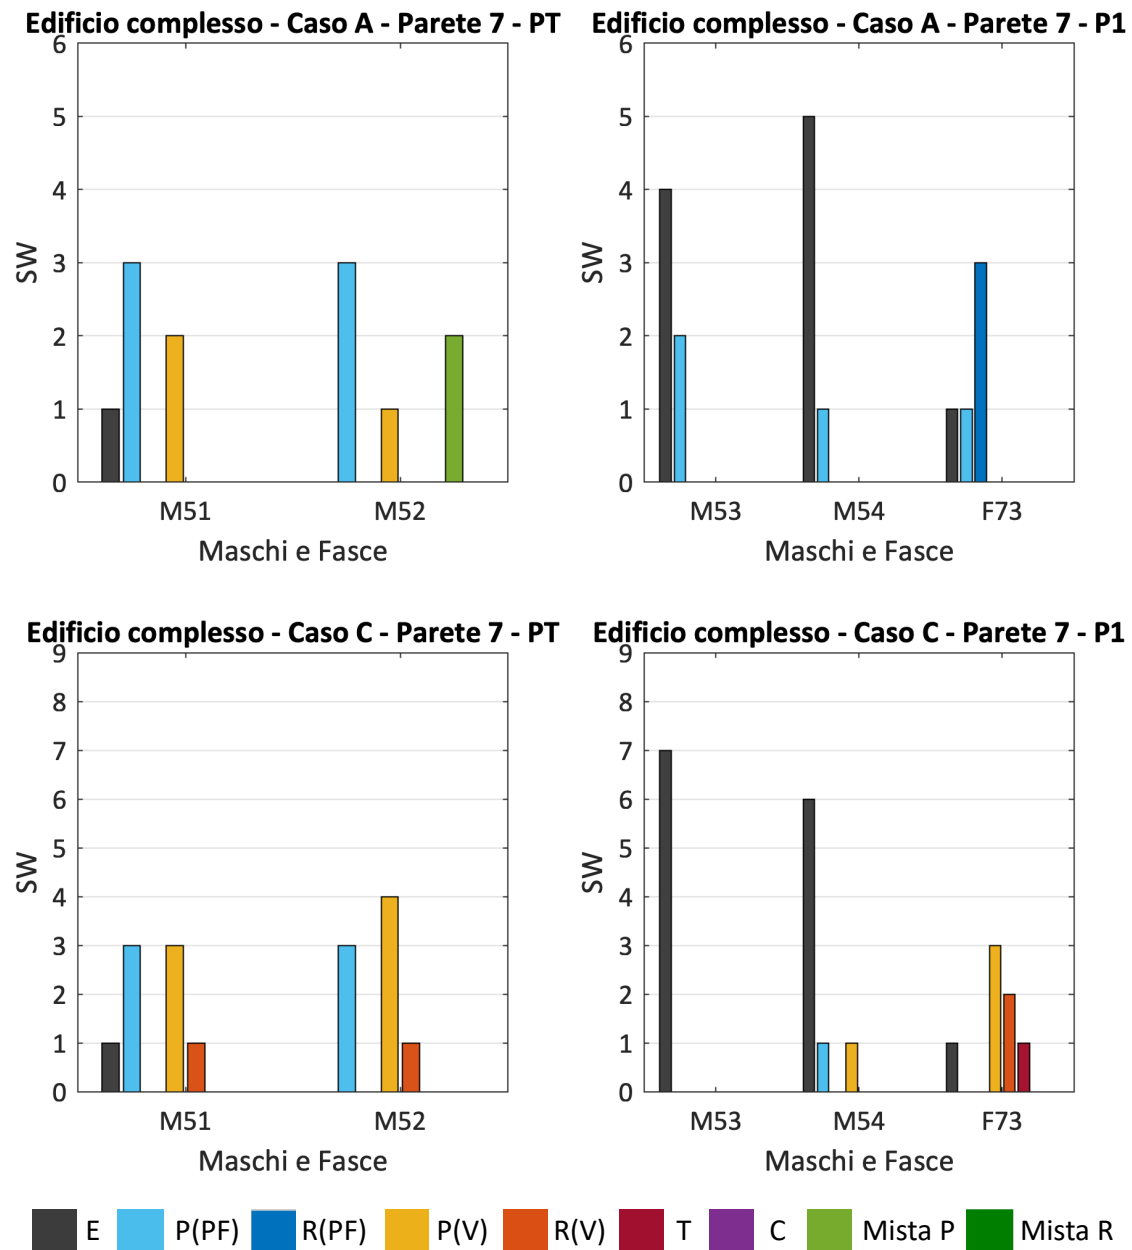 Edificio complesso - Caso A - Parete 7 - PT
6
5
4
3
2
1
0
SW
M51 M52
Maschi e Fasce
Edificio complesso - Caso A - Parete 7 - P1
6
5
4
3
2
1
0
SW
M53 M54 F73
Maschi e Fasce
Edificio complesso - Caso C - Parete 7 - PT
9
8
7
6
5
4
3
2
1
0
SW
M51 M52
Maschi e Fasce
Edificio complesso - Caso C - Parete 7 - P1
9
8
7
6
5
4
3
2
1
0
SW
M53 M54 F73
Maschi e Fasce
E P(PF) R(PF) P(V) R(V) T C Mista P Mista R